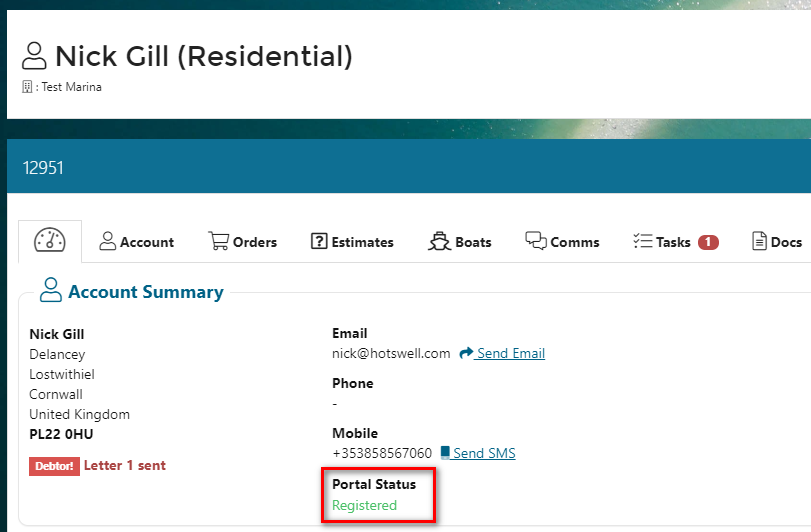 Nick Gill (Residential)
: Test Marina
12951
Account Orders Estimates Boats Comms Tasks 1 Docs
Account Summary
Nick Gill
Delancey
Lostwithiel
Cornwall
United Kingdom
PL22 0HU
Debtor! Letter 1 sent
Email
nick@hotswell.com Send Email
Phone
-
Mobile
+353858567060 Send SMS
Portal Status
Registered